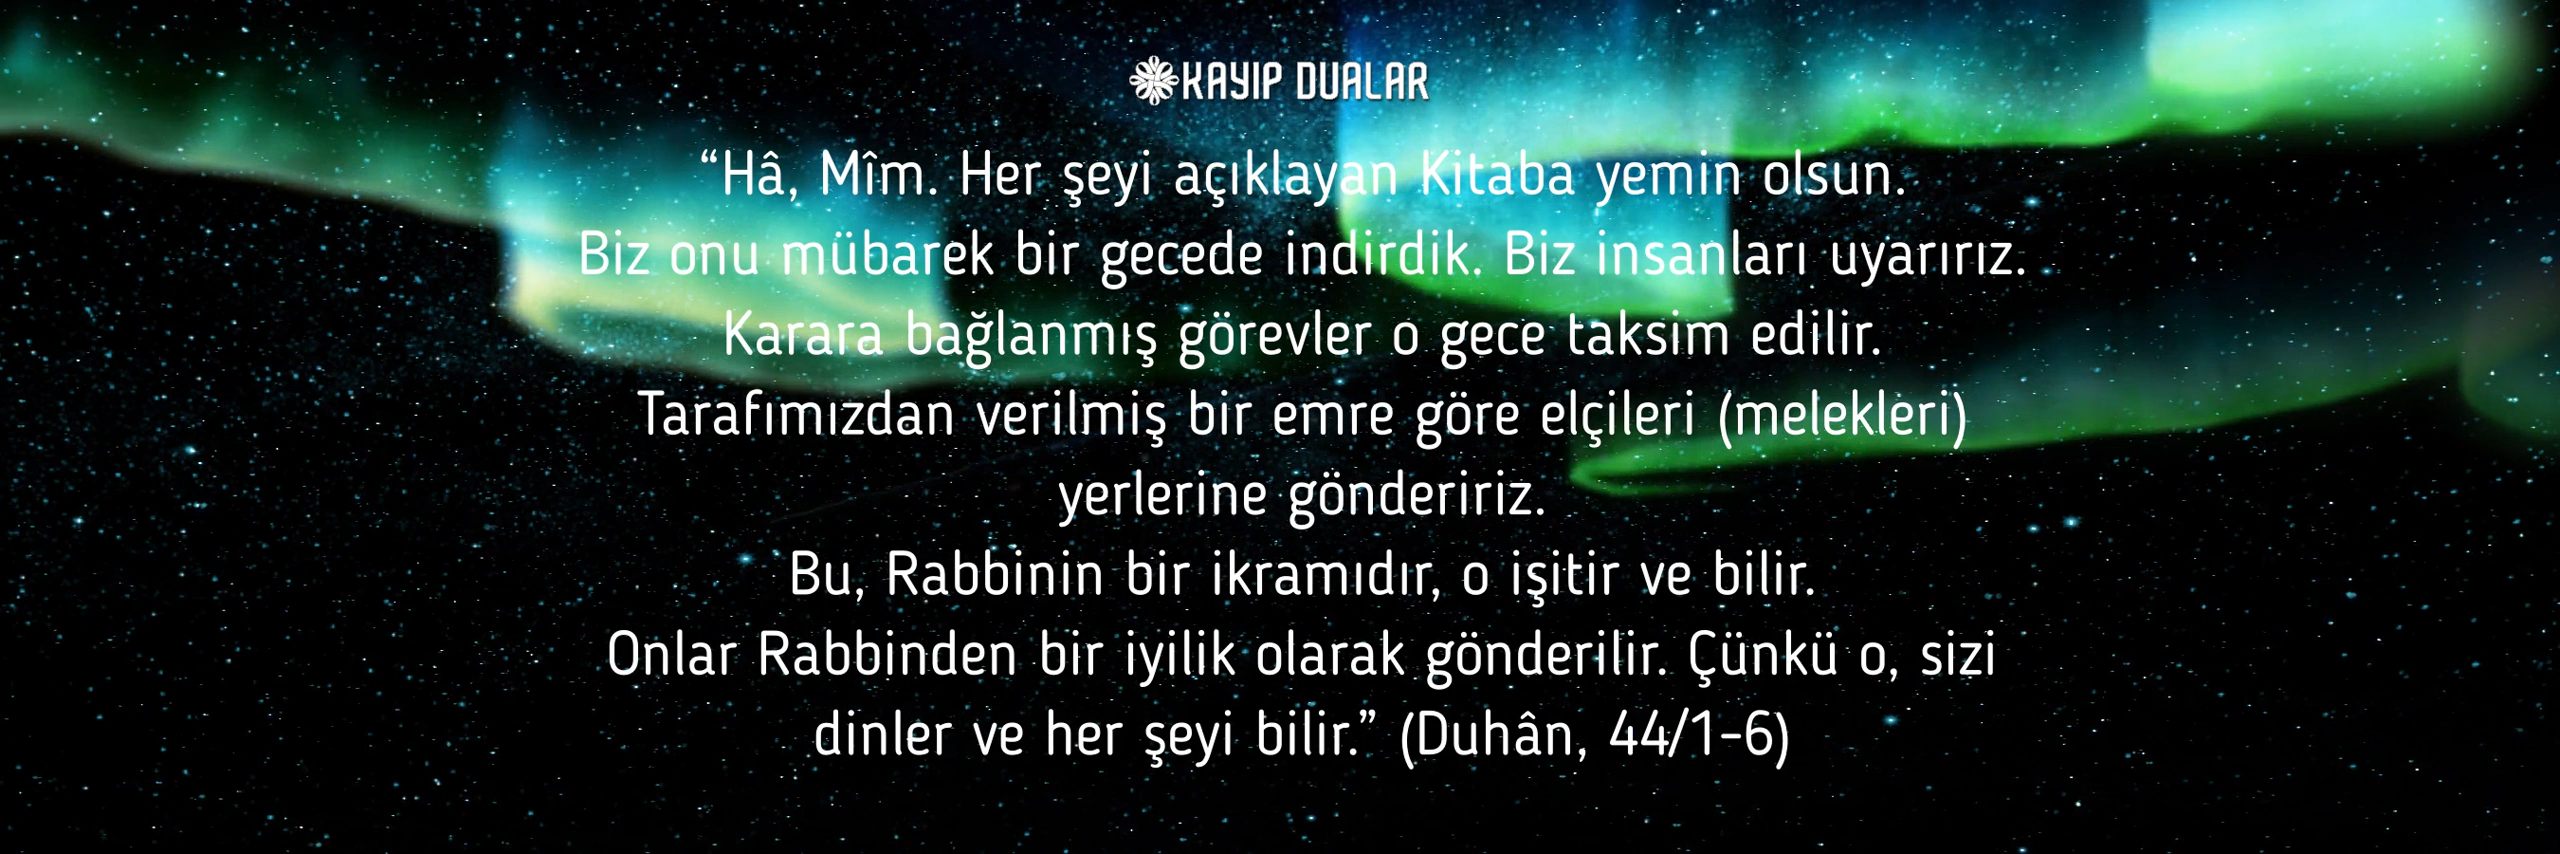 KAYIP DUALAR
“Hâ, Mîm. Her şeyi açıklayan Kitaba yemin olsun.
Biz onu mübarek bir gecede indirdik. Biz insanları uyarırız.
Karara bağlanmış görevler o gece taksim edilir.
Tarafımızdan verilmiş bir emre göre elçileri (melekleri)
yerlerine göndeririz.
Bu, Rabbinin bir ikramıdır, o işitir ve bilir.
Onlar Rabbinden bir iyilik olarak gönderilir. Çünkü o, sizi
dinler ve her şeyi bilir.” (Duhân, 44/1-6)